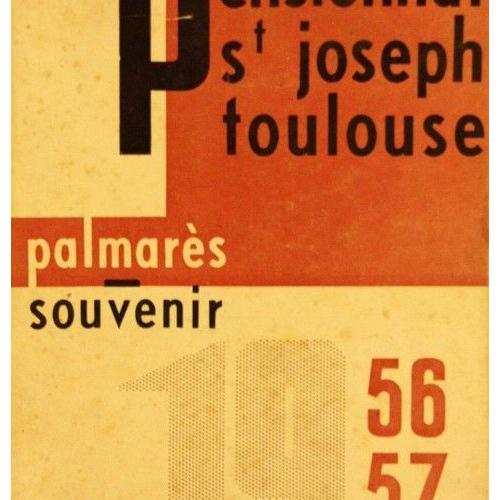 pensionnat
st joseph
toulouse
palmarès
souvenir
19 56
57